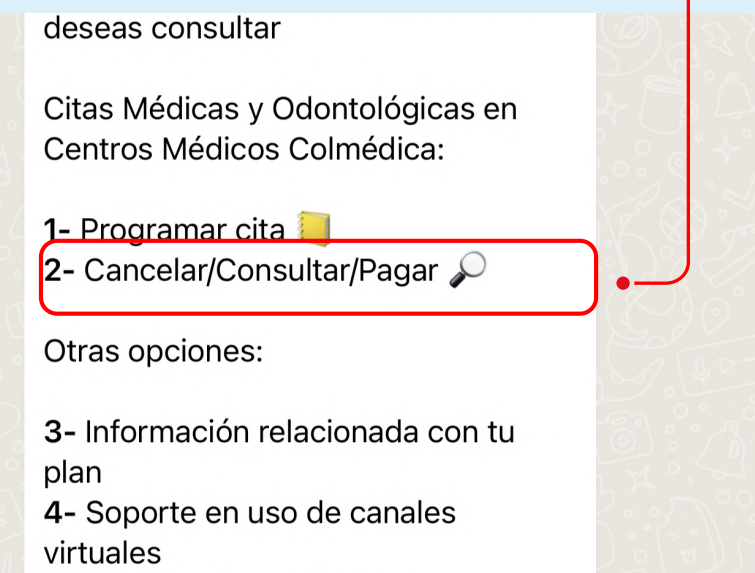 deseas consultar
Citas Médicas y Odontológicas en
Centros Médicos Colmédica:
1- Programar cita 📒
2- Cancelar/Consultar/Pagar 🔎
Otras opciones:
3- Información relacionada con tu
plan
4- Soporte en uso de canales
virtuales